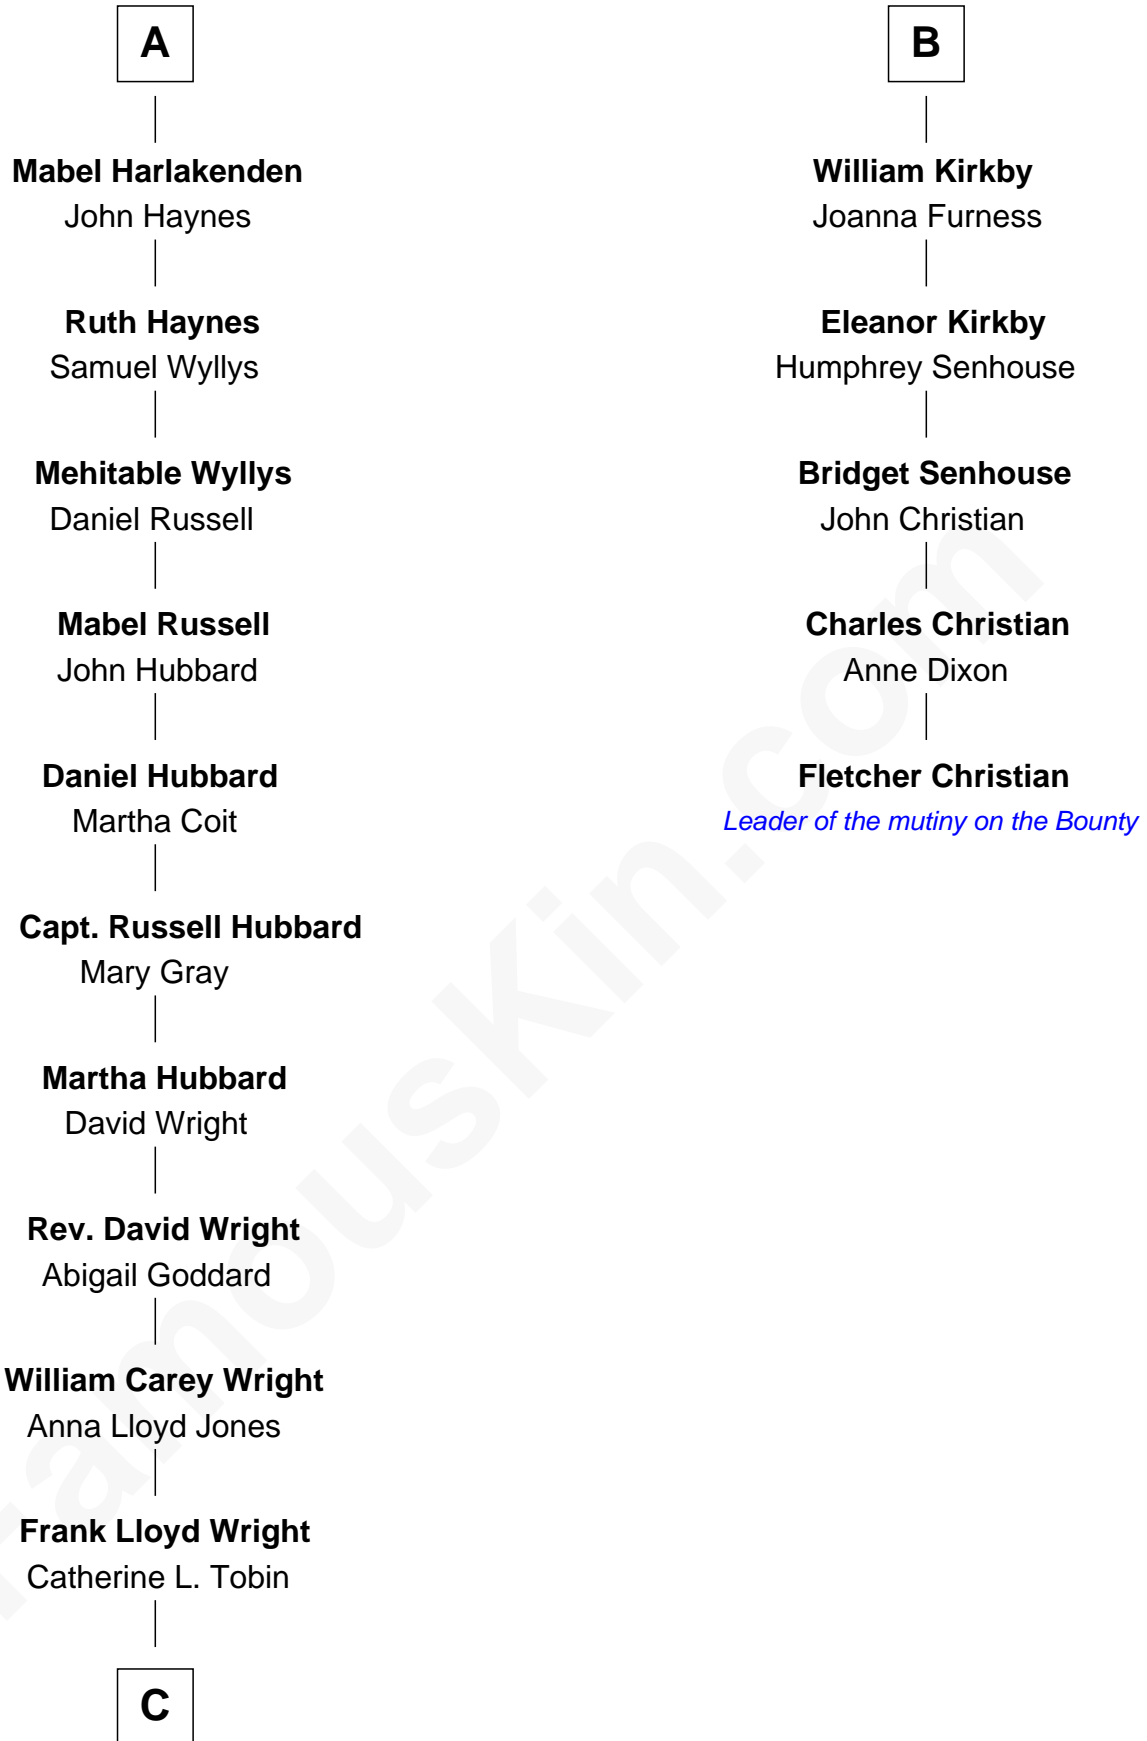 A
Mabel Harlakenden
John Haynes
Ruth Haynes
Samuel Wyllys
Mehitable Wyllys
Daniel Russell
Mabel Russell
John Hubbard
Daniel Hubbard
Martha Coit
Capt. Russell Hubbard
Mary Gray
Martha Hubbard
David Wright
Rev. David Wright
Abigail Goddard
William Carey Wright
Anna Lloyd Jones
Frank Lloyd Wright
Catherine L. Tobin
C
B
William Kirkby
Joanna Furness
Eleanor Kirkby
Humphrey Senhouse
Bridget Senhouse
John Christian
Charles Christian
Anne Dixon
Fletcher Christian
Leader of the mutiny on the Bounty
FamousKin.com